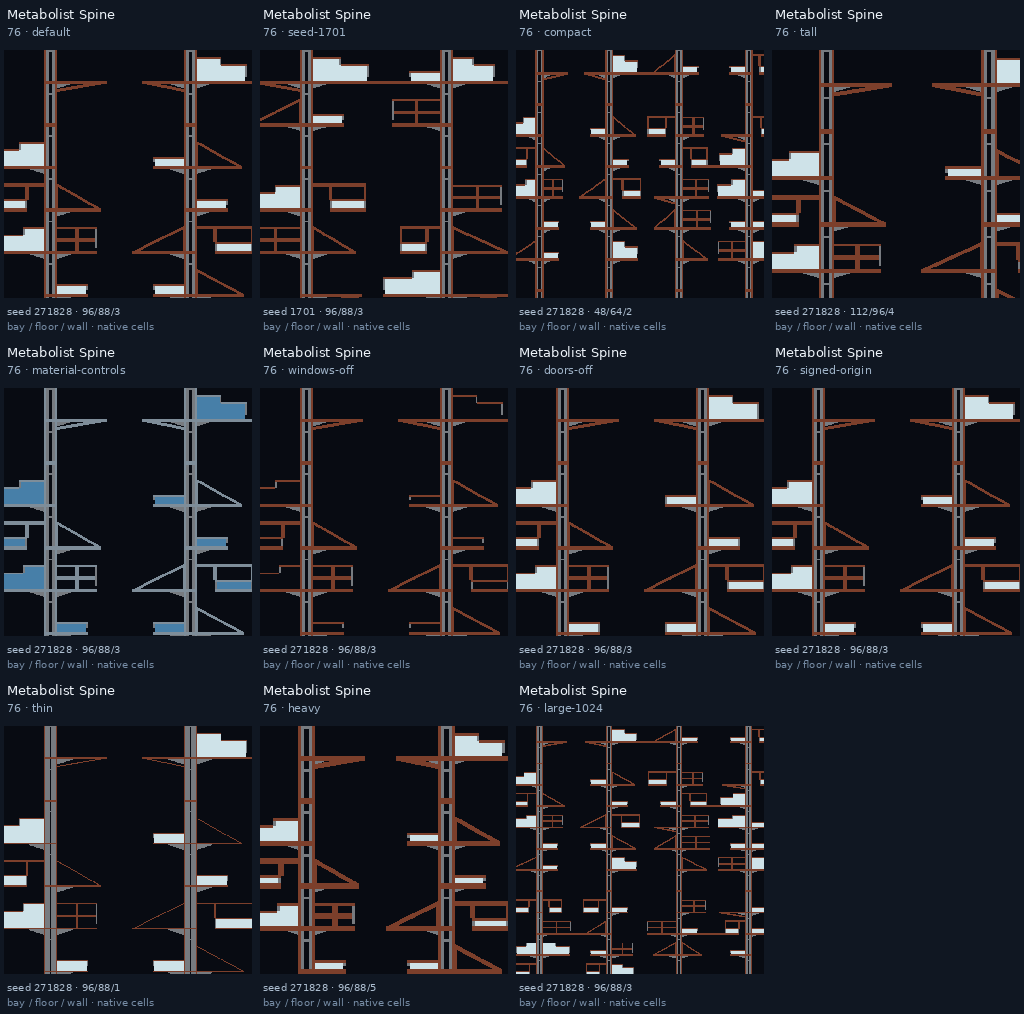 Metabolist Spine
76 · default
seed 271828 · 96/88/3
bay / floor / wall · native cells
Metabolist Spine
76 · seed-1701
seed 1701 · 96/88/3
bay / floor / wall · native cells
Metabolist Spine
76 · compact
seed 271828 · 48/64/2
bay / floor / wall · native cells
Metabolist Spine
76 · tall
seed 271828 · 112/96/4
bay / floor / wall · native cells
Metabolist Spine
76 · material-controls
seed 271828 · 96/88/3
bay / floor / wall · native cells
Metabolist Spine
76 · windows-off
seed 271828 · 96/88/3
bay / floor / wall · native cells
Metabolist Spine
76 · doors-off
seed 271828 · 96/88/3
bay / floor / wall · native cells
Metabolist Spine
76 · signed-origin
seed 271828 · 96/88/3
bay / floor / wall · native cells
Metabolist Spine
76 · thin
seed 271828 · 96/88/1
bay / floor / wall · native cells
Metabolist Spine
76 · heavy
seed 271828 · 96/88/5
bay / floor / wall · native cells
Metabolist Spine
76 · large-1024
seed 271828 · 96/88/3
bay / floor / wall · native cells